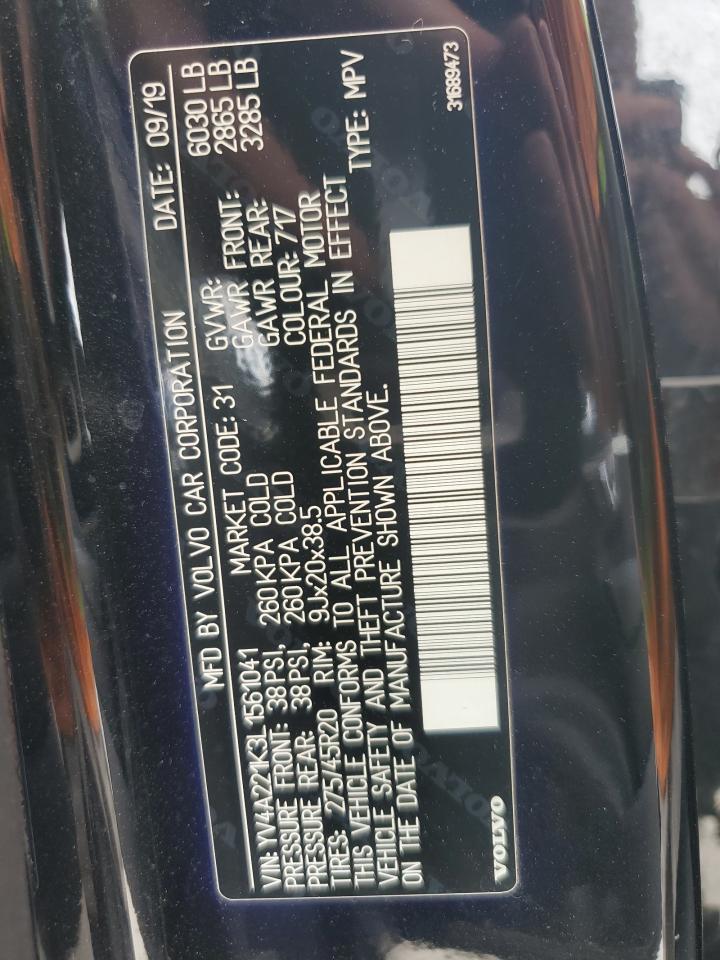 MFD BY VOLVO CAR CORPORATION DATE: 09/19
VIN: YV4A221K3L1561041 MARKET CODE: 31 GVWR: 6030 LB
PRESSURE FRONT: 38PSI, 260KPA COLD GAWR FRONT: 2865 LB
PRESSURE REAR: 38PSI, 260KPA COLD GAWR REAR: 3285 LB
TIRES: 275/45R20 RIM: 9Jx20x38.5 COLOUR: 717
THIS VEHICLE CONFORMS TO ALL APPLICABLE FEDERAL MOTOR
VEHICLE SAFETY AND THEFT PREVENTION STANDARDS IN EFFECT
ON THE DATE OF MANUFACTURE SHOWN ABOVE. TYPE: MPV
VOLVO 31689473